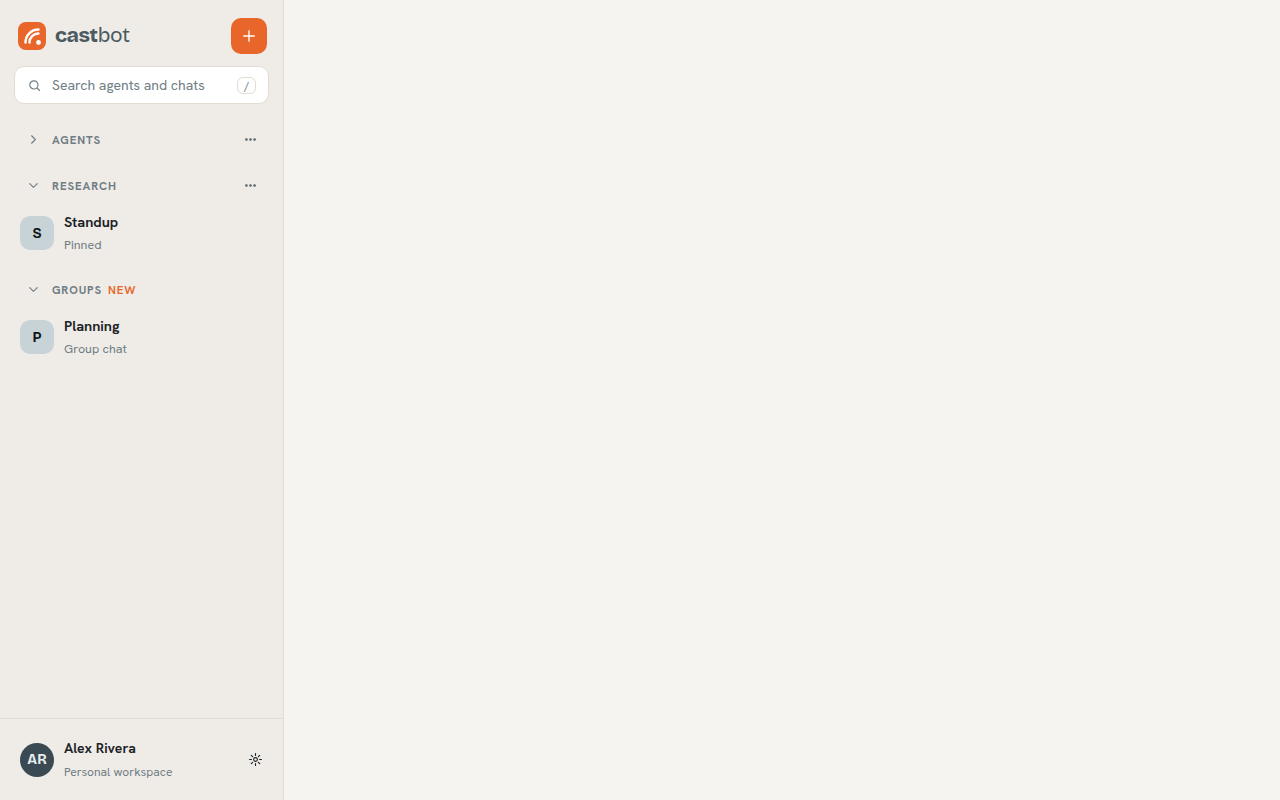 castbot
Search agents and chats /
AGENTS
RESEARCH
S Standup
Pinned
GROUPS NEW
P Planning
Group chat
AR Alex Rivera
Personal workspace